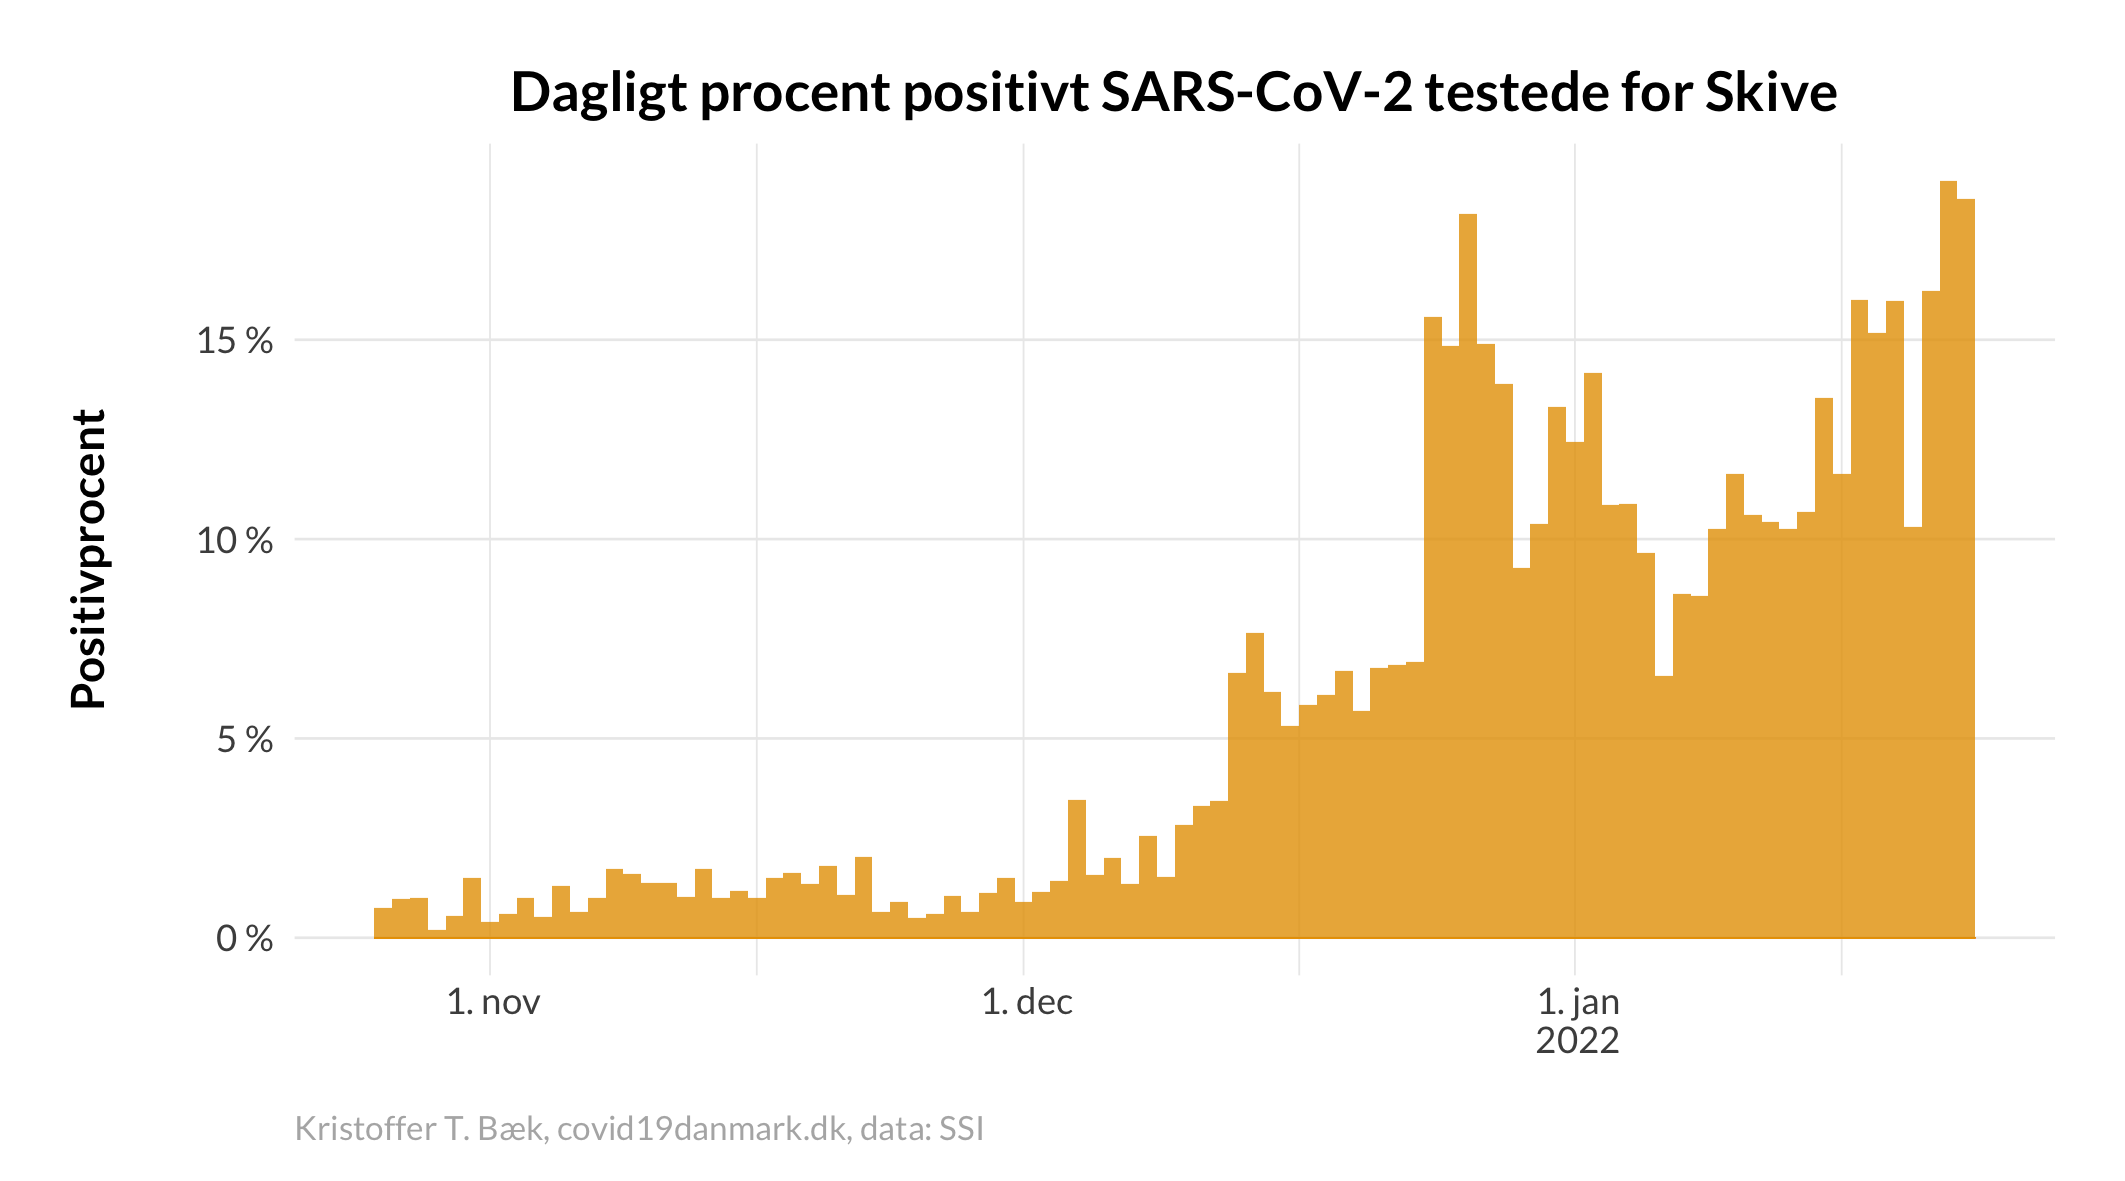 Dagligt procent positivt SARS-CoV-2 testede for Skive
Positivprocent
15 %
10 %
5 %
0 %
1. nov
1. dec
1. jan
2022
Kristoffer T. Bæk, covid19danmark.dk, data: SSI